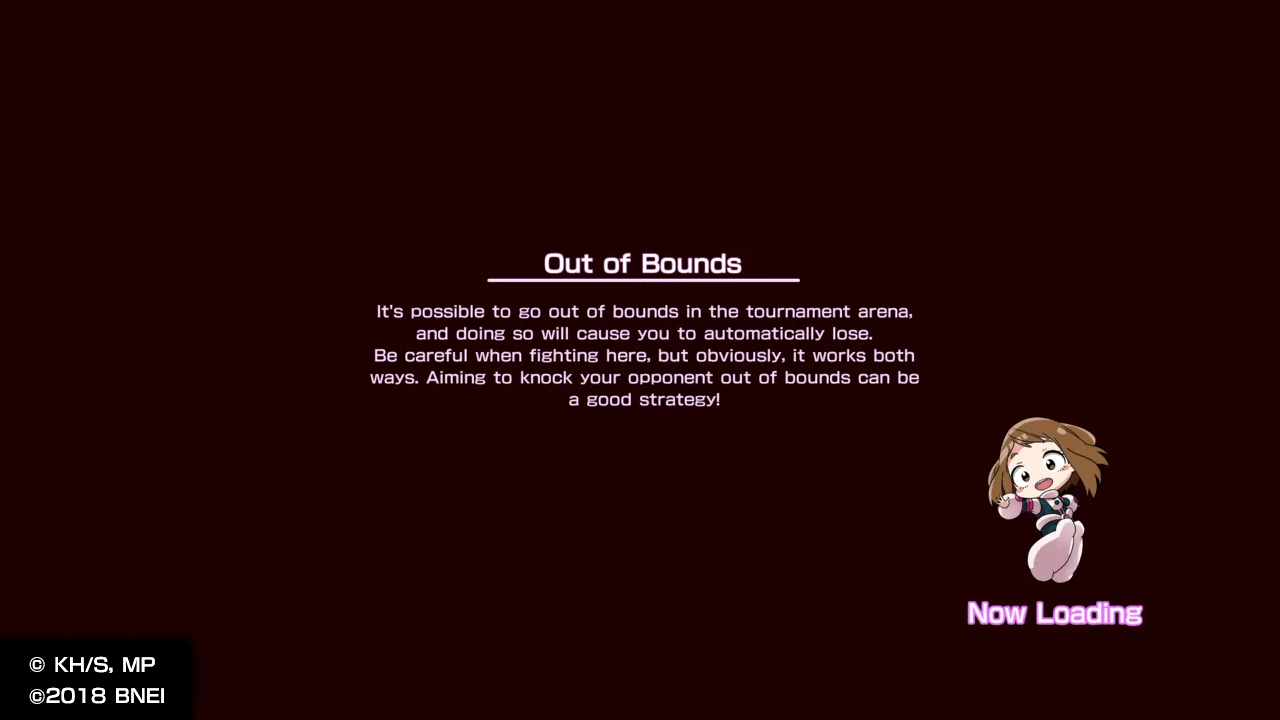 Out of Bounds
It's possible to go out of bounds in the tournament arena,
and doing so will cause you to automatically lose.
Be careful when fighting here, but obviously, it works both
ways. Aiming to knock your opponent out of bounds can be
a good strategy!
Now Loading
© KH/S, MP
©2018 BNEI